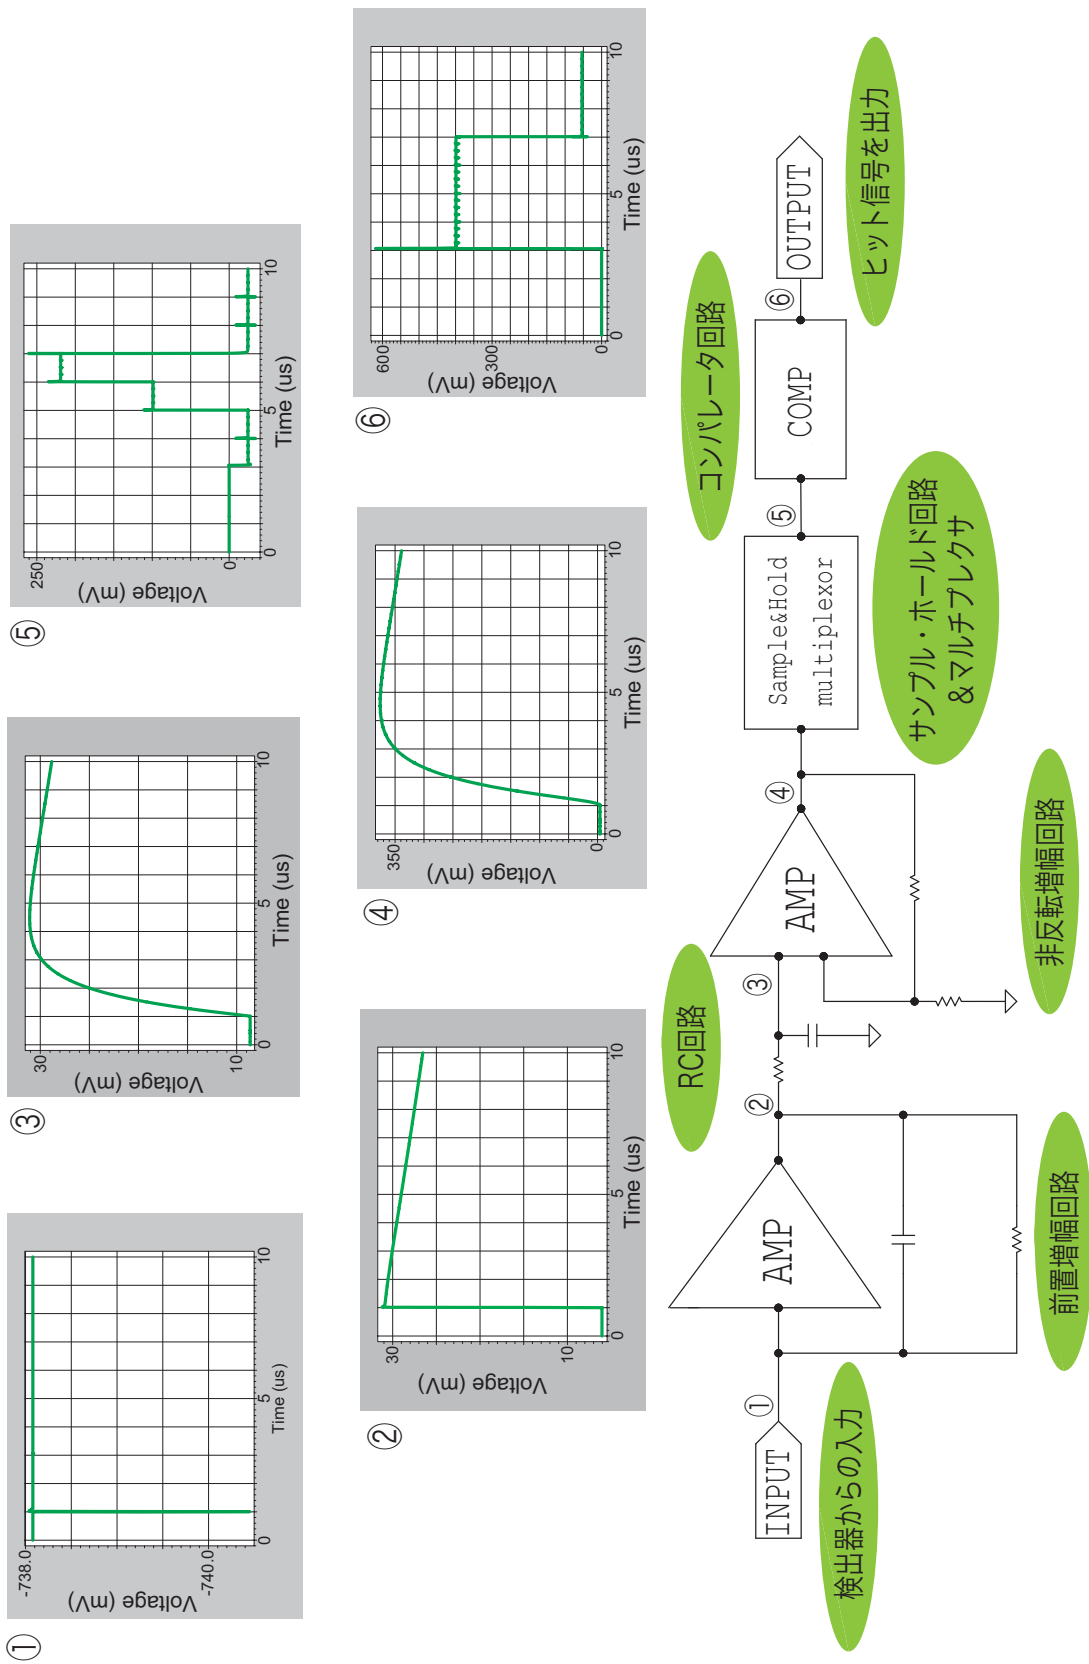 ①
-738.0
-740.0
Voltage (mV)
0
5
10
Time (us)
③
30
10
Voltage (mV)
0
5
10
Time (us)
⑤
250
0
Voltage (mV)
0
5
10
Time (us)
②
30
10
Voltage (mV)
0
5
10
Time (us)
④
350
0
Voltage (mV)
0
5
10
Time (us)
⑥
600
300
0
Voltage (mV)
0
5
10
Time (us)
INPUT
①
検出器からの入力
AMP
前置増幅回路
②
RC回路
③
AMP
非反転増幅回路
④
Sample&Hold
multiplexor
サンプル・ホールド回路
&マルチプレクサ
⑤
コンパレータ回路
COMP
⑥
OUTPUT
ヒット信号を出力